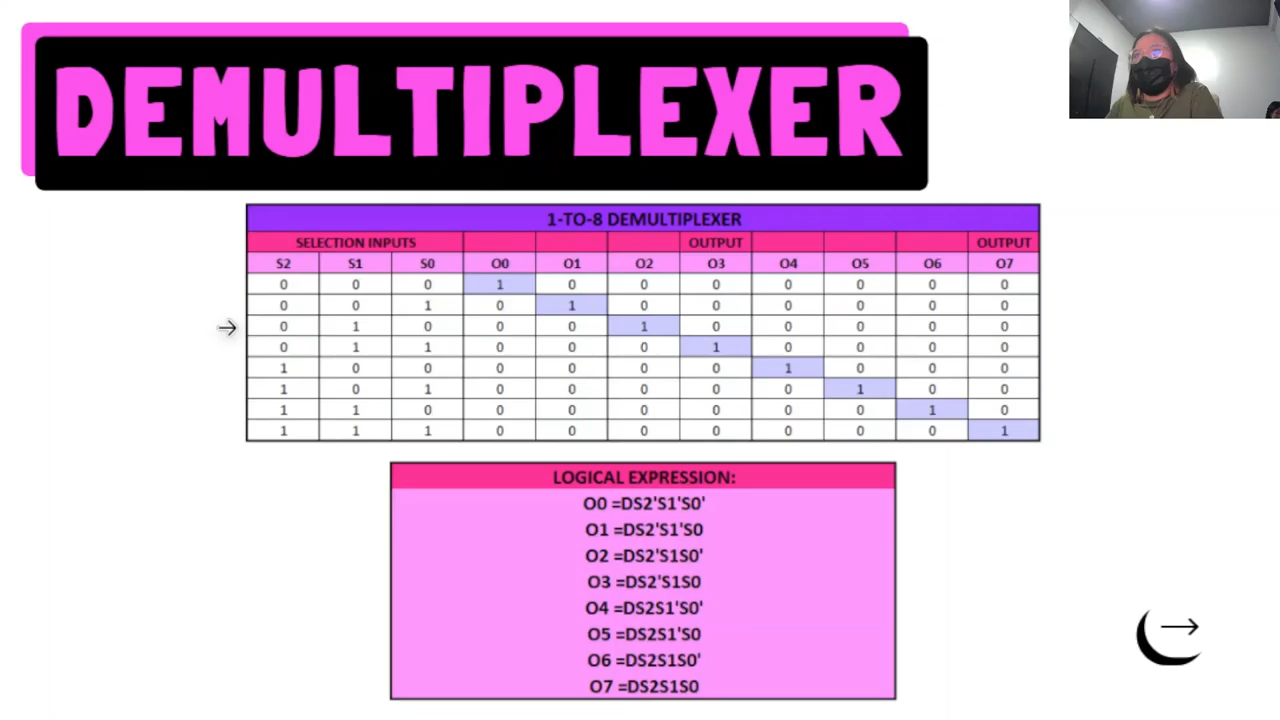 DEMULTIPLEXER
1-TO-8 DEMULTIPLEXER
SELECTION INPUTS OUTPUT OUTPUT
S2 S1 S0 O0 O1 O2 O3 O4 O5 O6 O7
0 0 0 1 0 0 0 0 0 0 0
0 0 1 0 1 0 0 0 0 0 0
0 1 0 0 0 1 0 0 0 0 0
0 1 1 0 0 0 1 0 0 0 0
1 0 0 0 0 0 0 1 0 0 0
1 0 1 0 0 0 0 0 1 0 0
1 1 0 0 0 0 0 0 0 1 0
1 1 1 0 0 0 0 0 0 0 1
LOGICAL EXPRESSION:
O0 =DS2'S1'S0'
O1 =DS2'S1'S0
O2 =DS2'S1S0'
O3 =DS2'S1S0
O4 =DS2S1'S0'
O5 =DS2S1'S0
O6 =DS2S1S0'
O7 =DS2S1S0